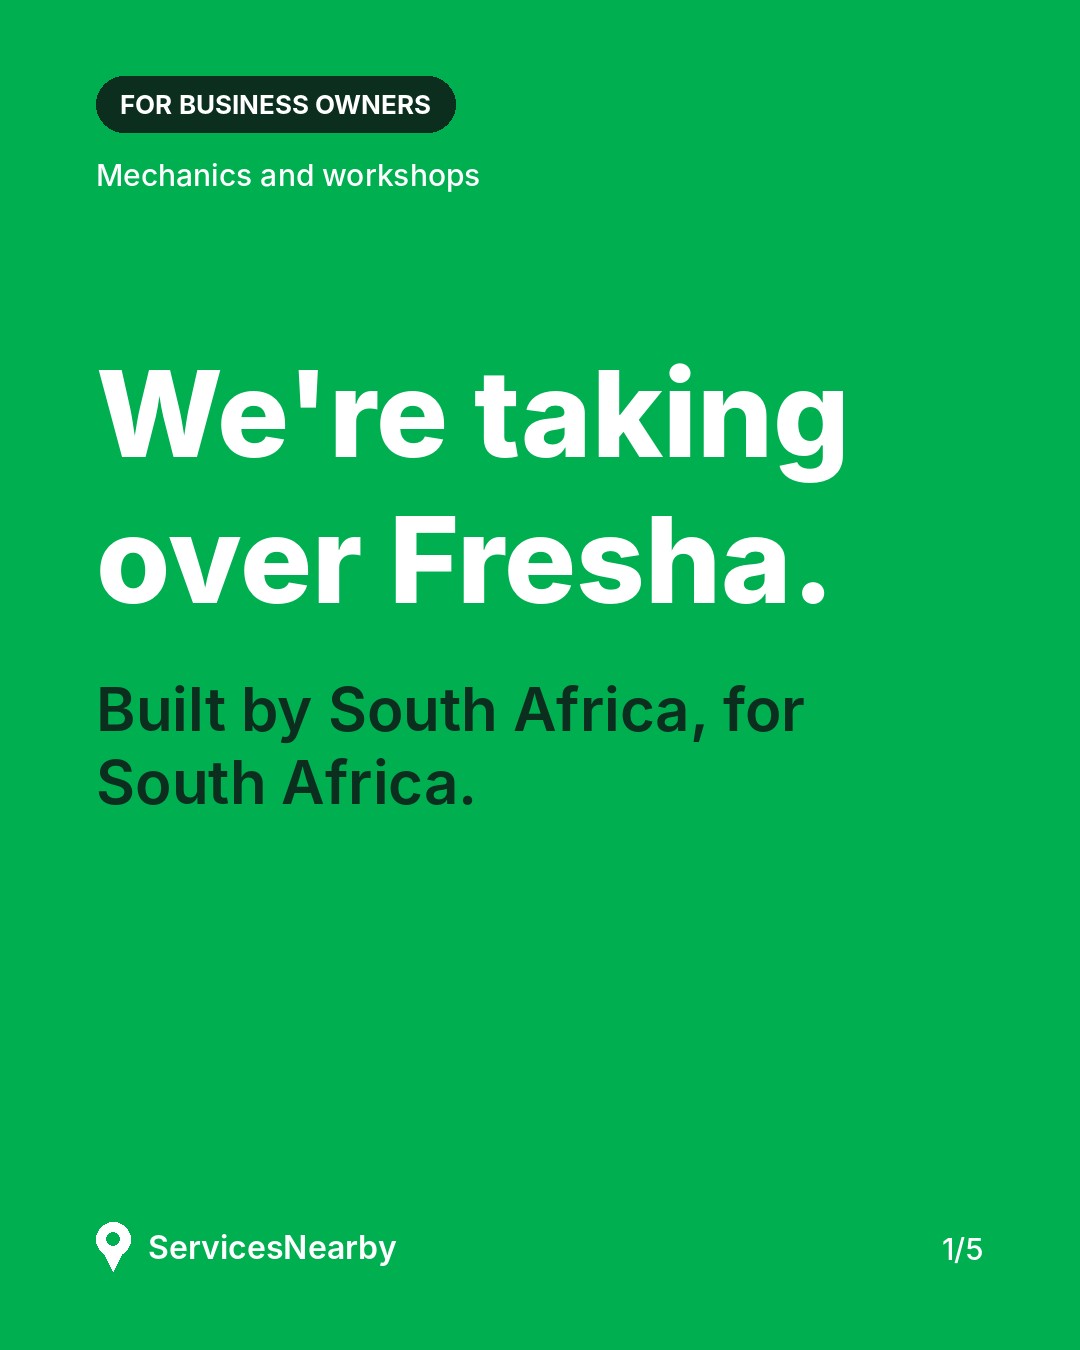 FOR BUSINESS OWNERS
Mechanics and workshops
We're taking
over Fresha.
Built by South Africa, for
South Africa.
ServicesNearby
1/5